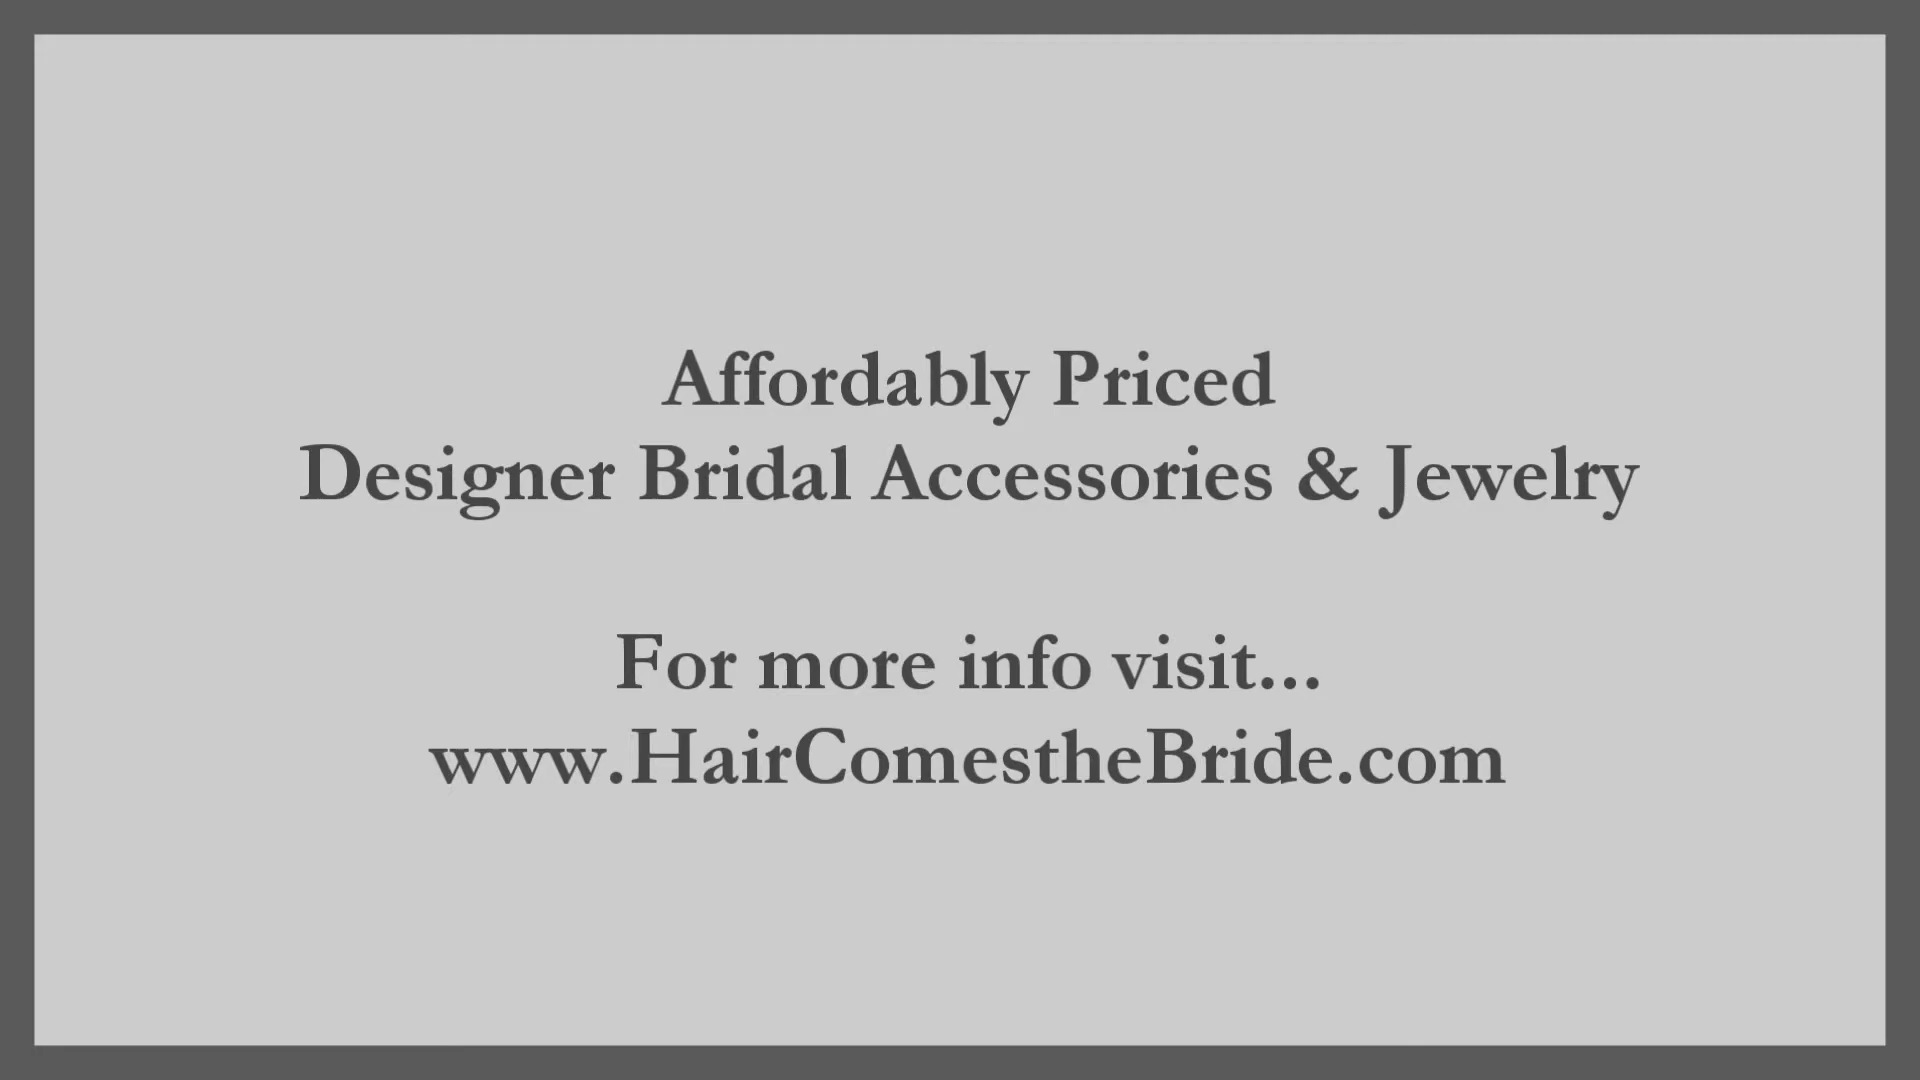 Affordably Priced
Designer Bridal Accessories & Jewelry
For more info visit...
www.HairComestheBride.com